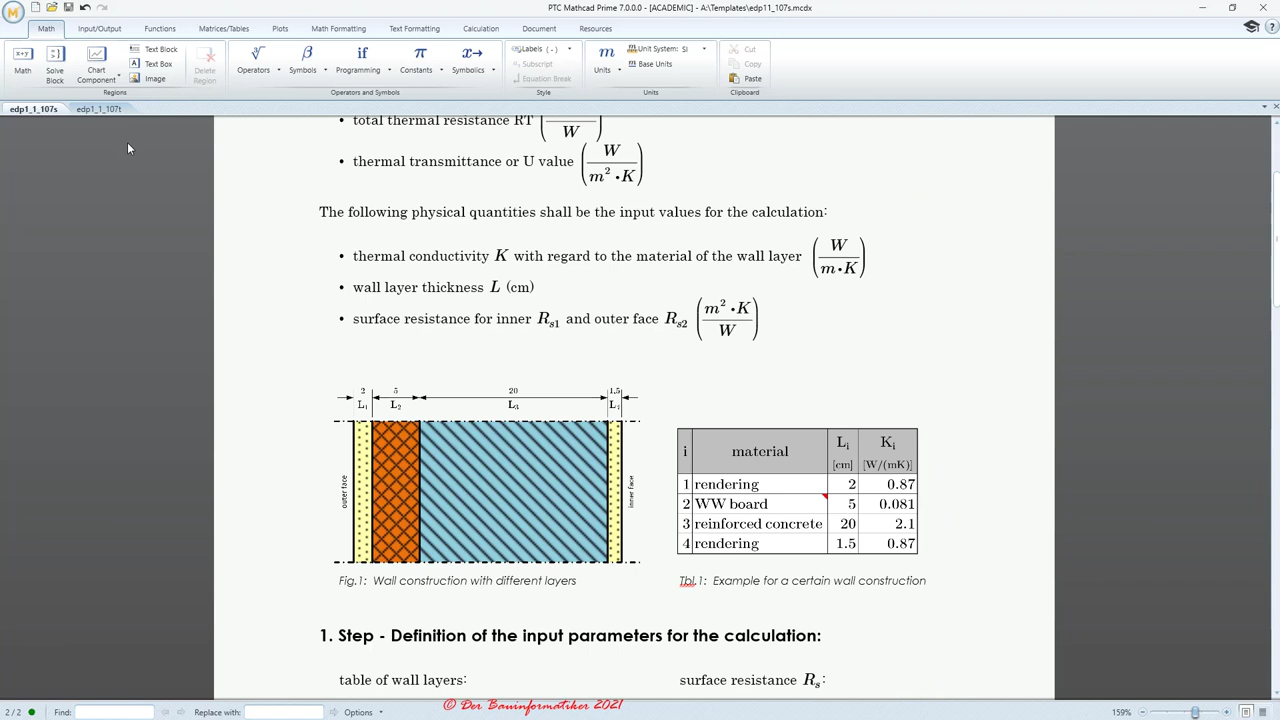 PTC Mathcad Prime 7.0.0.0 - [ACADEMIC] - A:\Templates\edp11_107s.mcdx
Math Input/Output Functions Matrices/Tables Plots Math Formatting Text Formatting Calculation Document Resources
Math
Solve Block
Chart Component
Text Block
Text Box
Image
Delete Region
Regions
Operators
Symbols
if Programming
π Constants
Symbolics
Operators and Symbols
Labels ( - )
Subscript
Equation Break
Style
m Units
Unit System: SI
Base Units
Units
Cut
Copy
Paste
Clipboard
edp1_1_107s edp1_1_107t
• total thermal resistance RT ( / W )
• thermal transmittance or U value (W / m² · K)
The following physical quantities shall be the input values for the calculation:
• thermal conductivity K with regard to the material of the wall layer (W / m · K)
• wall layer thickness L (cm)
• surface resistance for inner Rs1 and outer face Rs2 (m² · K / W)
2 5 20 1.5
L₁ L₂ L₃ L₄
outer face
inner face
i material Lᵢ [cm] Kᵢ [W/(mK)]
1 rendering 2 0.87
2 WW board 5 0.081
3 reinforced concrete 20 2.1
4 rendering 1.5 0.87
Fig.1: Wall construction with different layers
Tbl.1: Example for a certain wall construction
1. Step - Definition of the input parameters for the calculation:
table of wall layers:
surface resistance Rs:
© Der Bauinformatiker 2021
2 / 2 Find: Replace with: Options 159%